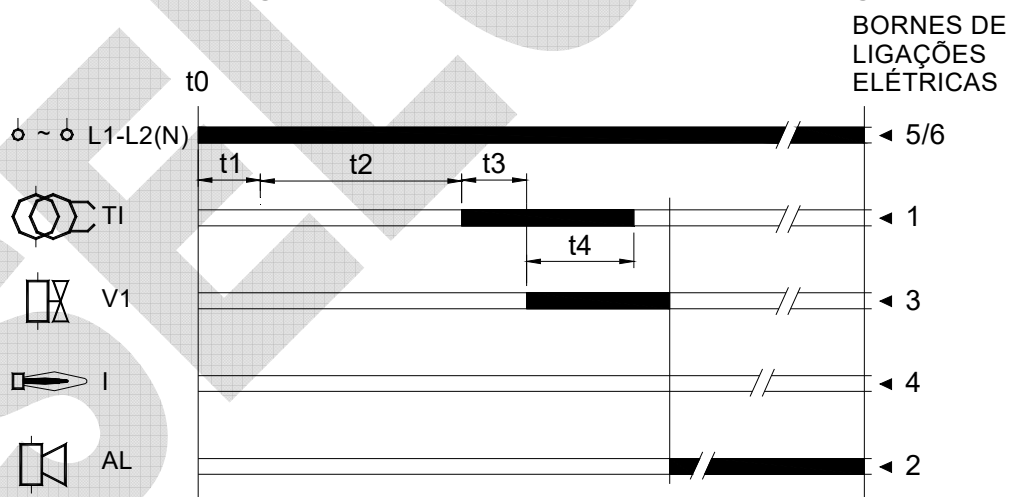 BORNES DE
LIGAÇÕES
ELÉTRICAS
t0
~ L1-L2(N) ◄ 5/6
t1 t2 t3
TI ◄ 1
t4
V1 ◄ 3
I ◄ 4
AL ◄ 2